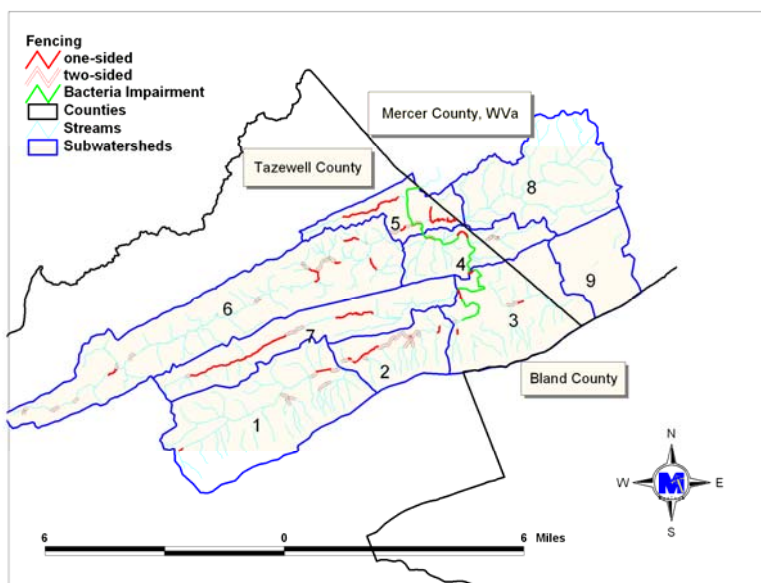 Fencing
one-sided
two-sided
Bacteria Impairment
Counties
Streams
Subwatersheds
Mercer County, WVa
Tazewell County
8
5
4
9
6
3
7
2
Bland County
1
N
W
M
E
S
6
0
6 Miles